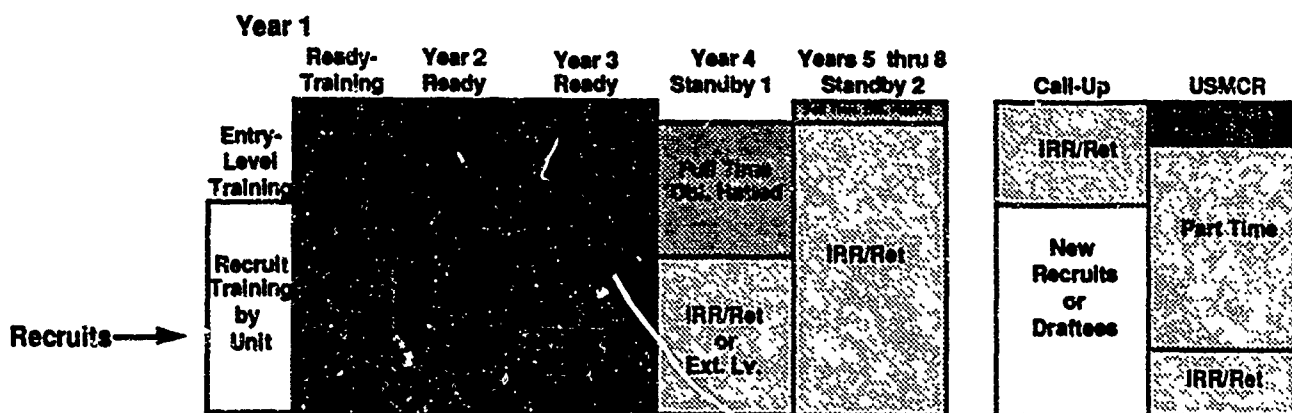 Year 1
Ready-
Training
Year 2
Ready
Year 3
Ready
Year 4
Standby 1
Years 5 thru 8
Standby 2
Call-Up
USMCR
Entry-
Level
Training
Recruit
Training
by
Unit
Recruits
Full Time
IRR/Ret
or
Ext. Lv.
IRR/Ret
IRR/Ret
New
Recruits
or
Draftees
Part Time
IRR/Ret